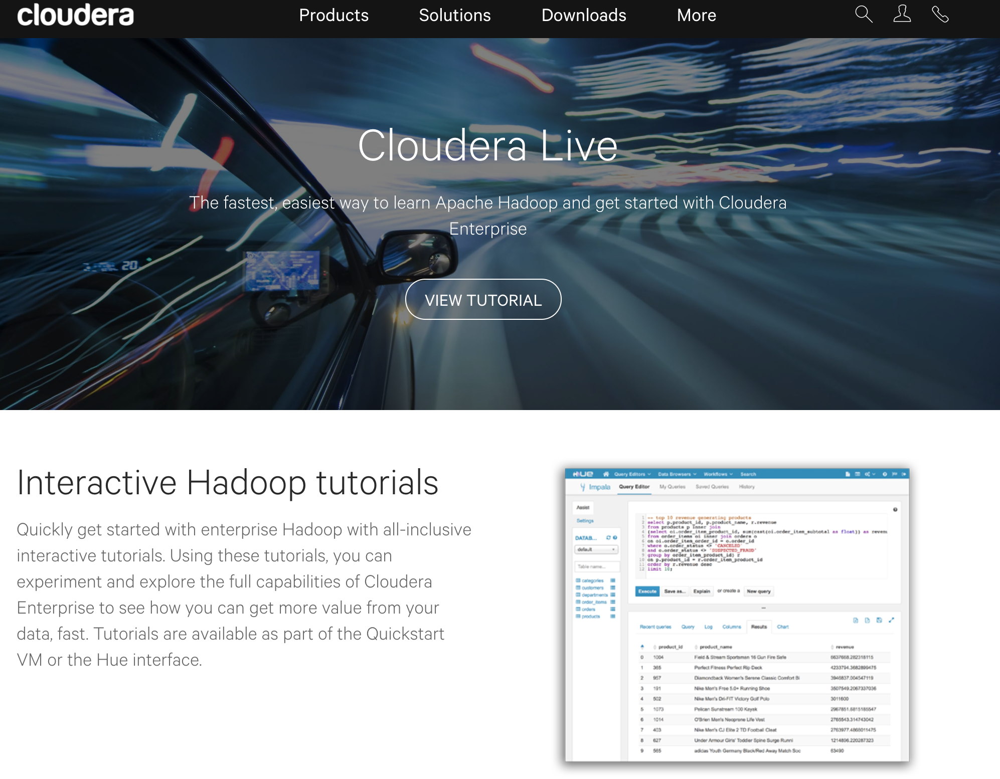 cloudera
Products Solutions Downloads More
Cloudera Live
The fastest, easiest way to learn Apache Hadoop and get started with Cloudera
Enterprise
20
VIEW TUTORIAL
Interactive Hadoop tutorials
Quickly get started with enterprise Hadoop with all-inclusive
interactive tutorials. Using these tutorials, you can
experiment and explore the full capabilities of Cloudera
Enterprise to see how you can get more value from your
data, fast. Tutorials are available as part of the Quickstart
VM or the Hue interface.
HUE Query Editors Data Browsers Workflows Search
Impala Query Editor My Queries Saved Queries History
Assist
Settings
DATAB...
default
Table name...
categories
customers
departments
order_items
orders
products
1 -- top 10 revenue generating products
2 select p.product_id, p.product_name, r.revenue
3 from products p inner join
4 (select oi.order_item_product_id, sum(cast(oi.order_item_subtotal as float)) as revenu
5 from order_items oi inner join orders o
6 on oi.order_item_order_id = o.order_id
7 where o.order_status <> 'CANCELED'
8 and o.order_status <> 'SUSPECTED_FRAUD'
9 group by order_item_product_id) r
10 on p.product_id = r.order_item_product_id
11 order by r.revenue desc
12 limit 10;
Execute Save as... Explain or create a New query
Recent queries Query Log Columns Results Chart
product_id product_name revenue
0 1004 Field & Stream Sportsman 16 Gun Fire Safe 6637668.282318115
1 365 Perfect Fitness Perfect Rip Deck 4233794.3682899475
2 957 Diamondback Women's Serene Classic Comfort Bi 3946837.004547119
3 191 Nike Men's Free 5.0+ Running Shoe 3507549.2067337036
4 502 Nike Men's Dri-FIT Victory Golf Polo 3011600
5 1073 Pelican Sunstream 100 Kayak 2967851.6815185547
6 1014 O'Brien Men's Neoprene Life Vest 2765543.314743042
7 403 Nike Men's CJ Elite 2 TD Football Cleat 2763977.4868011475
8 627 Under Armour Girls' Toddler Spine Surge Runni 1214896.220287323
9 565 adidas Youth Germany Black/Red Away Match Soc 63490